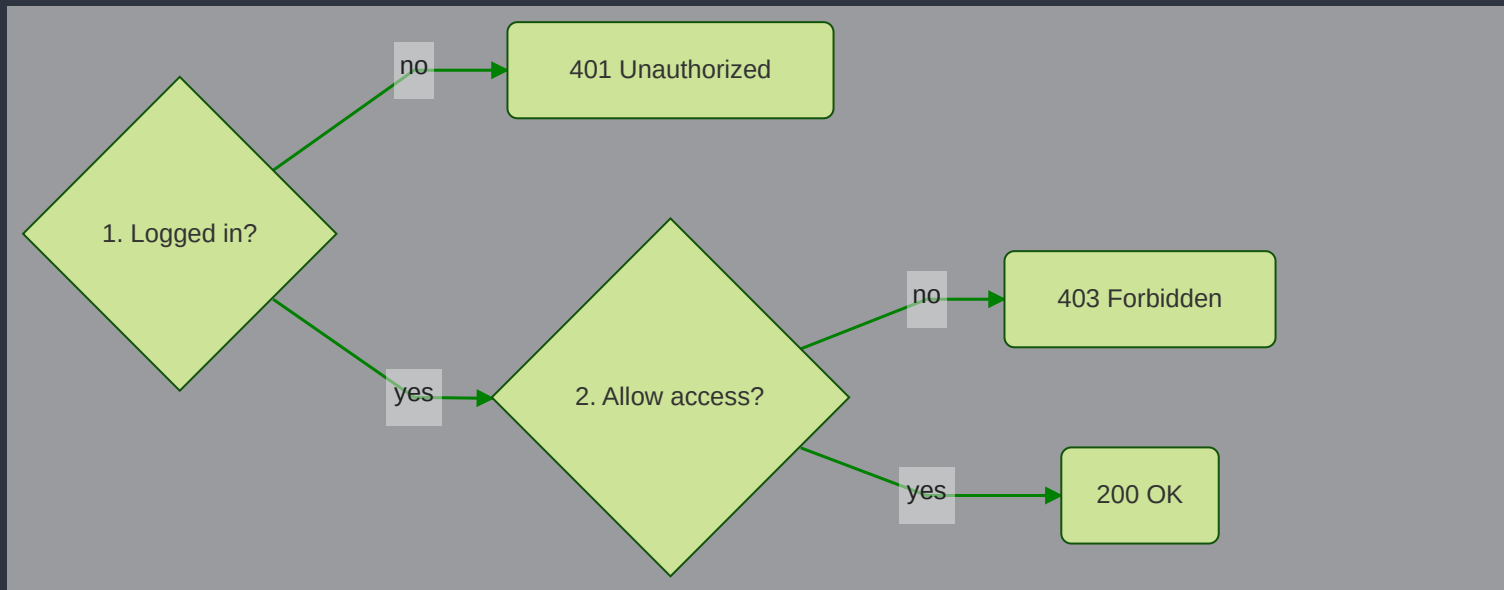 no
401 Unauthorized
1. Logged in?
no
403 Forbidden
yes
2. Allow access?
yes
200 OK